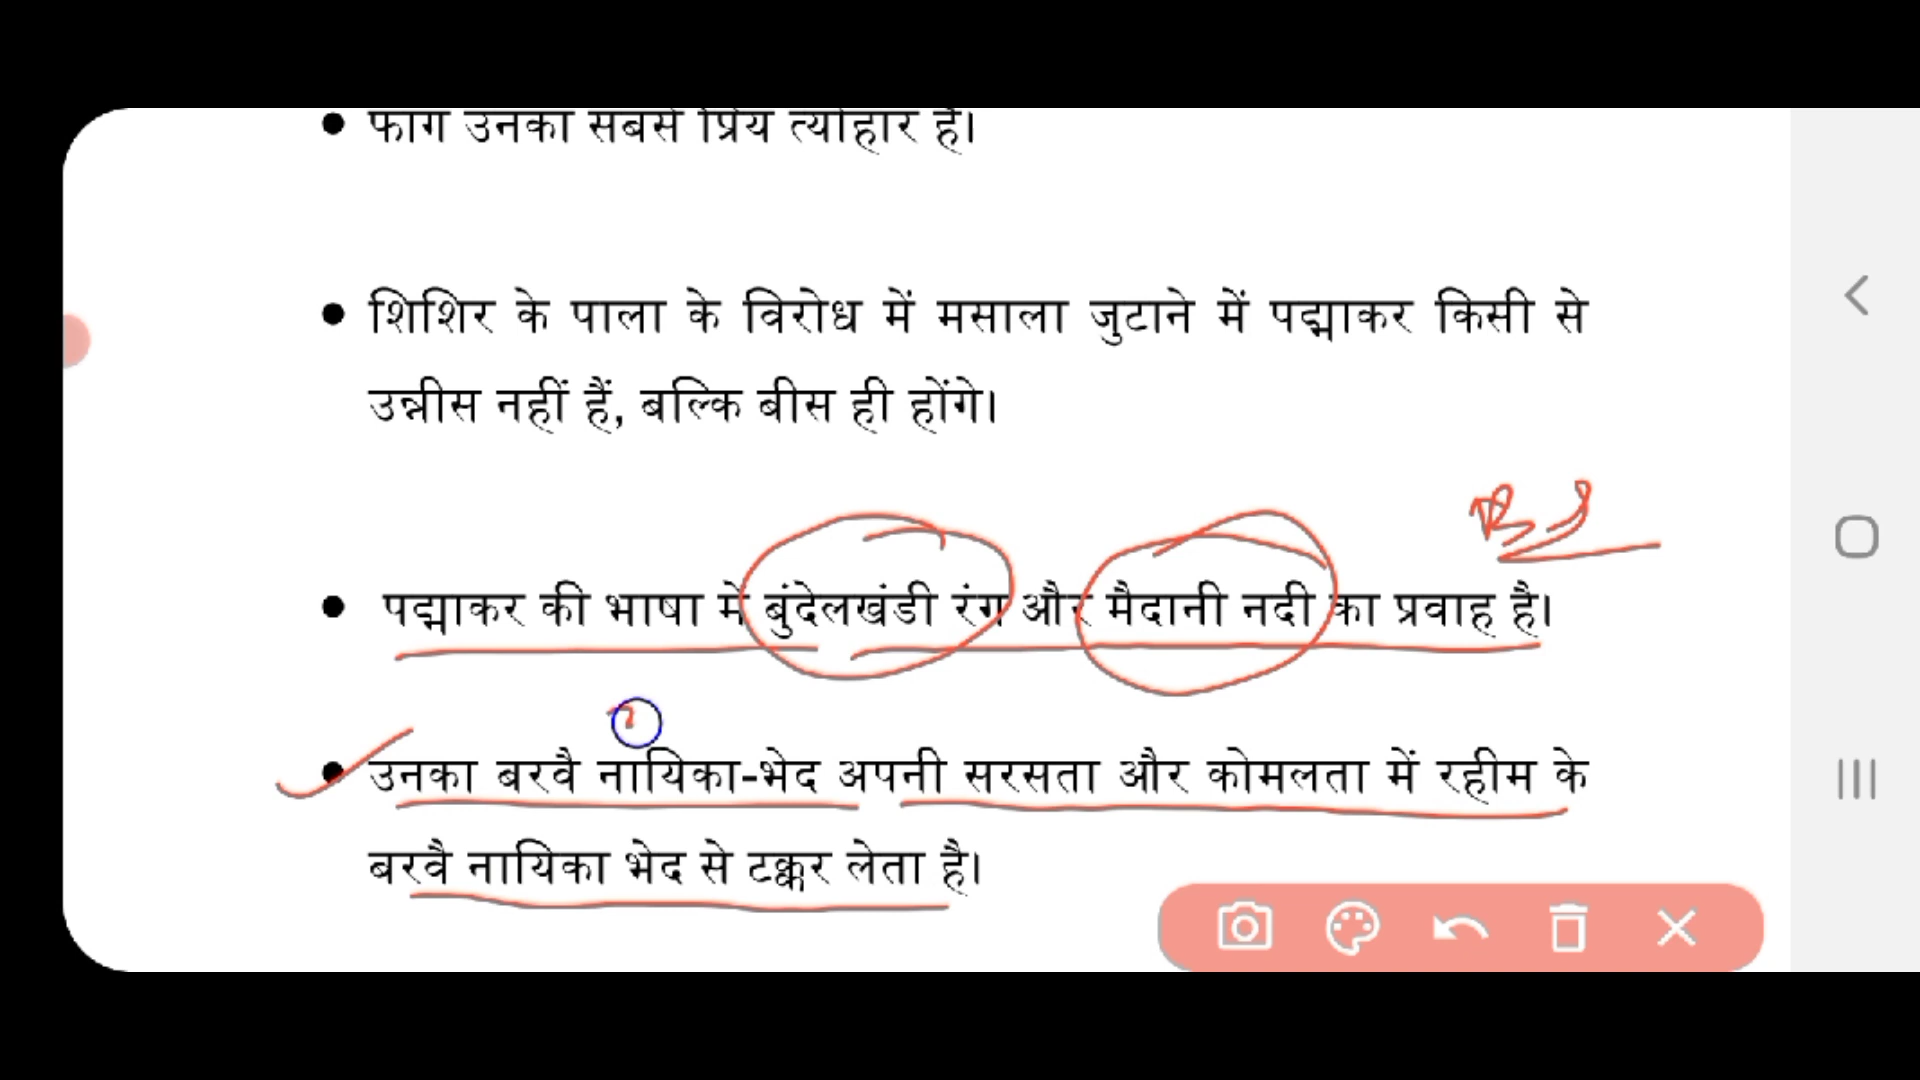 • फाग उनका सबसे प्रिय त्योहार है।
• शिशिर के पाला के विरोध में मसाला जुटाने में पद्माकर किसी से
उन्नीस नहीं हैं, बल्कि बीस ही होंगे।
• पद्माकर की भाषा में बुंदेलखंडी रंग और मैदानी नदी का प्रवाह है।
• उनका बरवै नायिका-भेद अपनी सरसता और कोमलता में रहीम के
बरवै नायिका भेद से टक्कर लेता है।